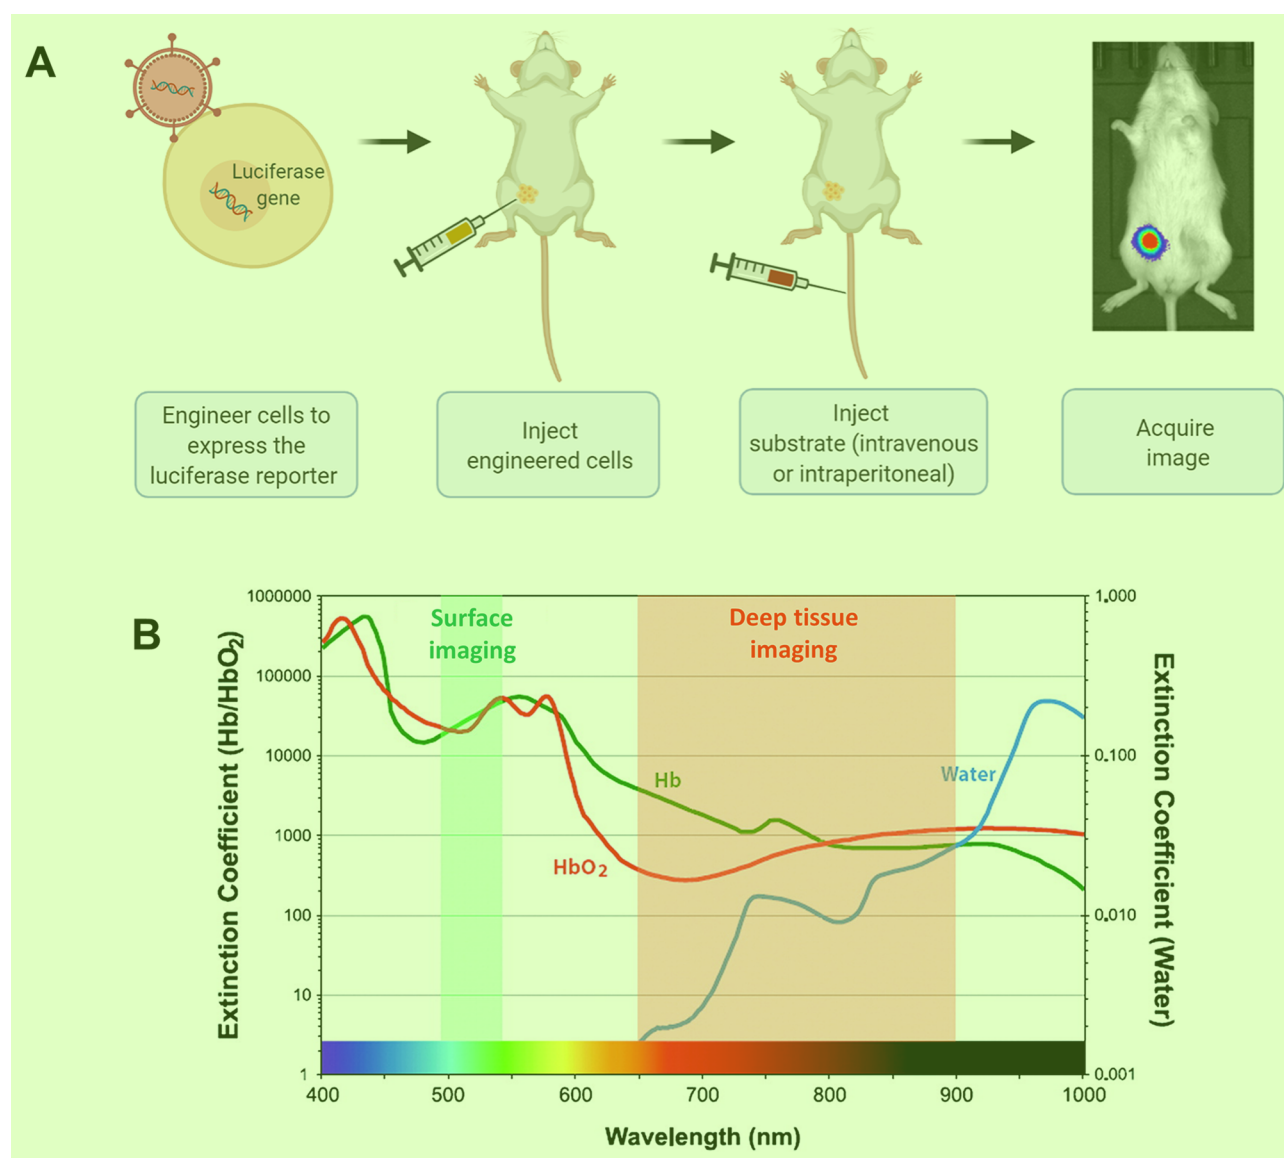 A
Luciferase
gene
Engineer cells to
express the
luciferase reporter
Inject
engineered cells
Inject
substrate (intravenous
or intraperitoneal)
Acquire
image
B
Surface
imaging
Deep tissue
imaging
Extinction Coefficient (Hb/HbO2)
1000000
100000
10000
1000
100
10
1
Hb
HbO2
Water
1.000
0.100
0.010
0.001
Extinction Coefficient (Water)
400
500
600
700
800
900
1000
Wavelength (nm)